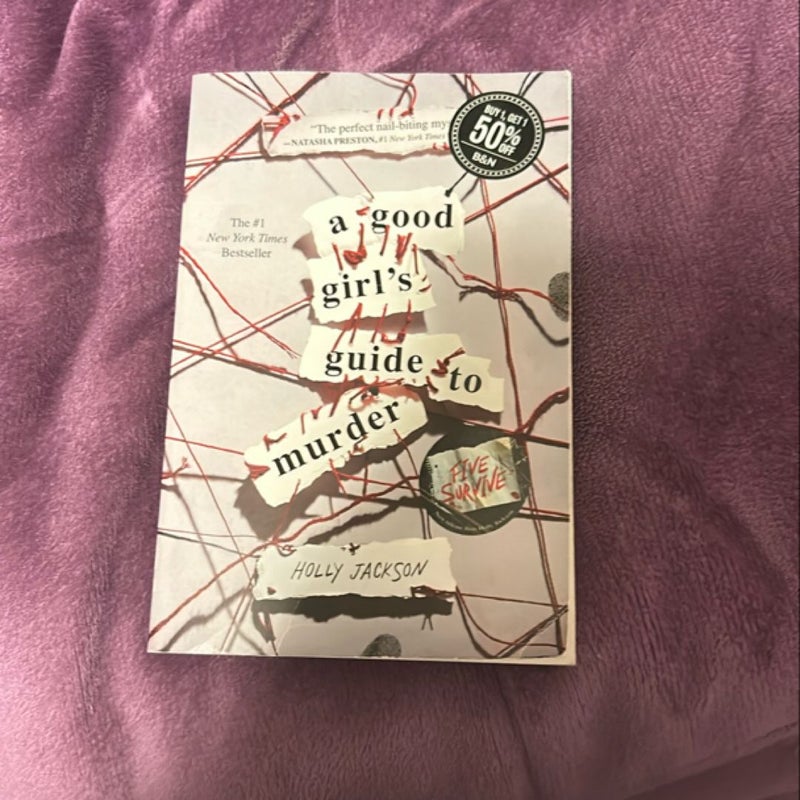 "The perfect nail-biting my
—NATASHA PRESTON, #1 New York Times
BUY 1, GET 1
50%
OFF
B&N
The #1
New York Times
Bestseller
a good
girl's
guide to
murder
FIVE
SURVIVE
HOLLY JACKSON